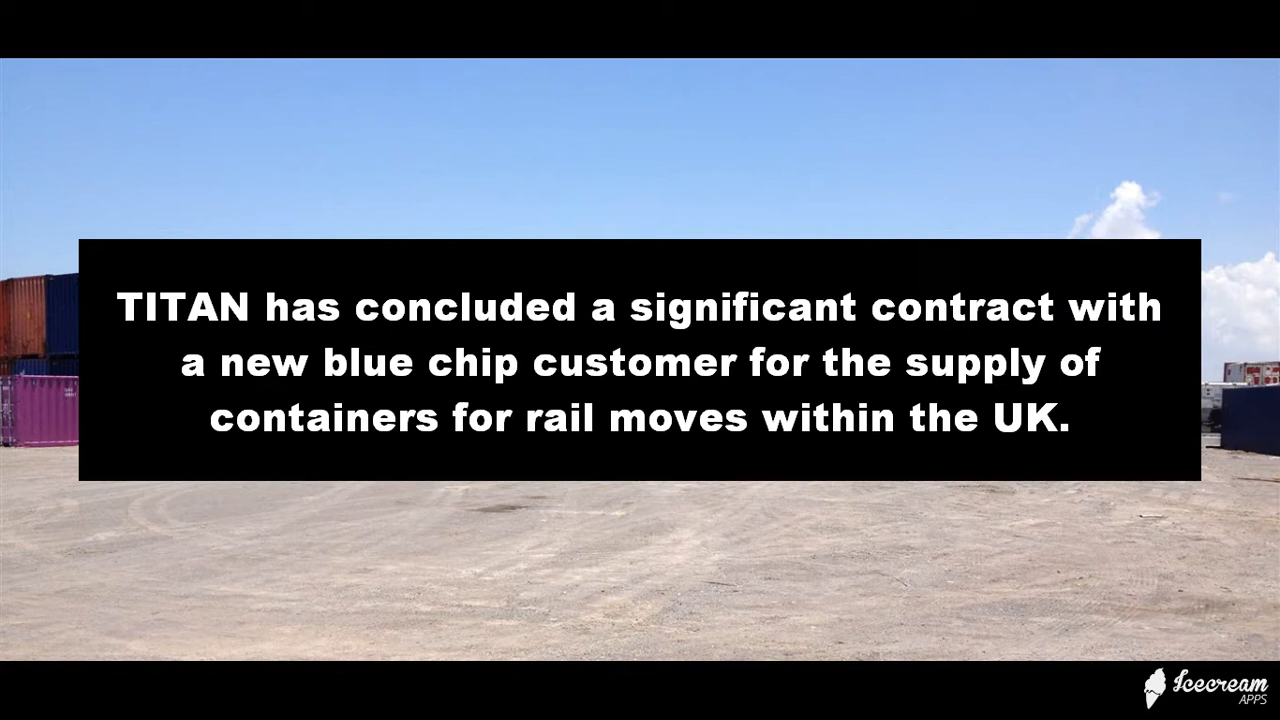 TITAN has concluded a significant contract with
a new blue chip customer for the supply of
containers for rail moves within the UK.
Icecream
APPS